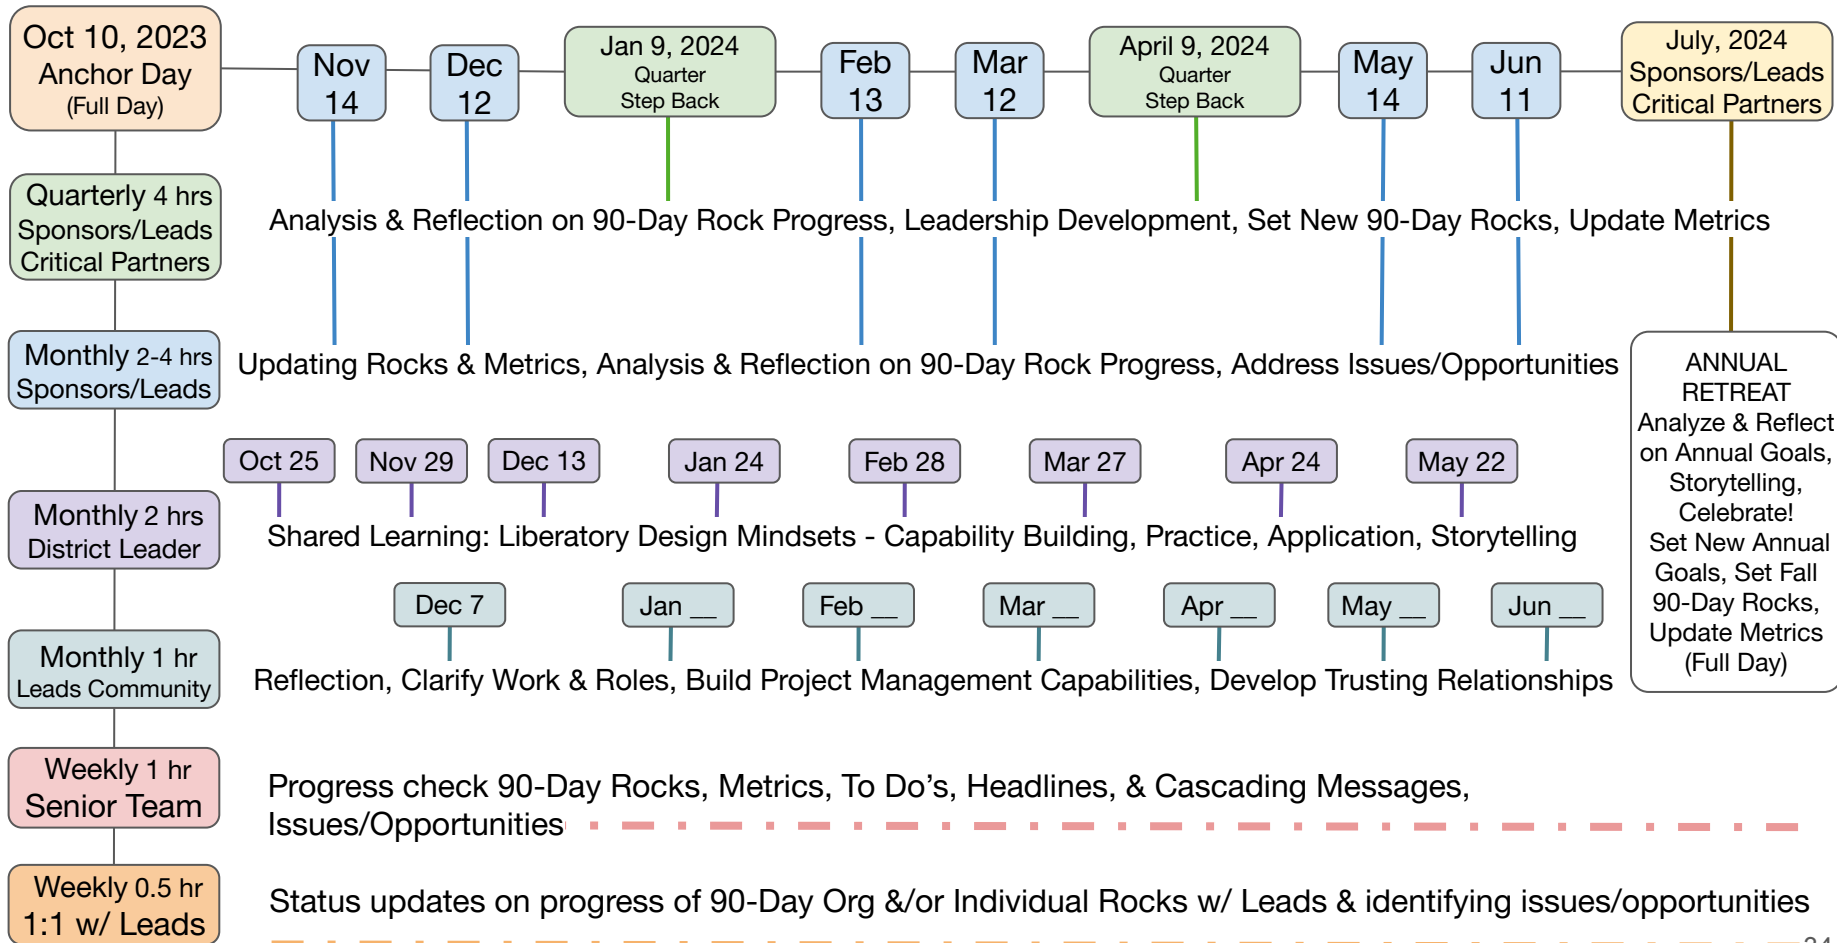 Oct 10, 2023
Anchor Day
(Full Day)
Nov
14
Dec
12
Jan 9, 2024
Quarter
Step Back
Feb
13
Mar
12
April 9, 2024
Quarter
Step Back
May
14
Jun
11
July, 2024
Sponsors/Leads
Critical Partners
Quarterly 4 hrs
Sponsors/Leads
Critical Partners
Analysis & Reflection on 90-Day Rock Progress, Leadership Development, Set New 90-Day Rocks, Update Metrics
Monthly 2-4 hrs
Sponsors/Leads
Updating Rocks & Metrics, Analysis & Reflection on 90-Day Rock Progress, Address Issues/Opportunities
ANNUAL
RETREAT
Analyze & Reflect
on Annual Goals,
Storytelling,
Celebrate!
Set New Annual
Goals, Set Fall
90-Day Rocks,
Update Metrics
(Full Day)
Oct 25
Nov 29
Dec 13
Jan 24
Feb 28
Mar 27
Apr 24
May 22
Monthly 2 hrs
District Leader
Shared Learning: Liberatory Design Mindsets - Capability Building, Practice, Application, Storytelling
Dec 7
Jan __
Feb __
Mar __
Apr __
May __
Jun __
Monthly 1 hr
Leads Community
Reflection, Clarify Work & Roles, Build Project Management Capabilities, Develop Trusting Relationships
Weekly 1 hr
Senior Team
Progress check 90-Day Rocks, Metrics, To Do’s, Headlines, & Cascading Messages,
Issues/Opportunities
Weekly 0.5 hr
1:1 w/ Leads
Status updates on progress of 90-Day Org &/or Individual Rocks w/ Leads & identifying issues/opportunities